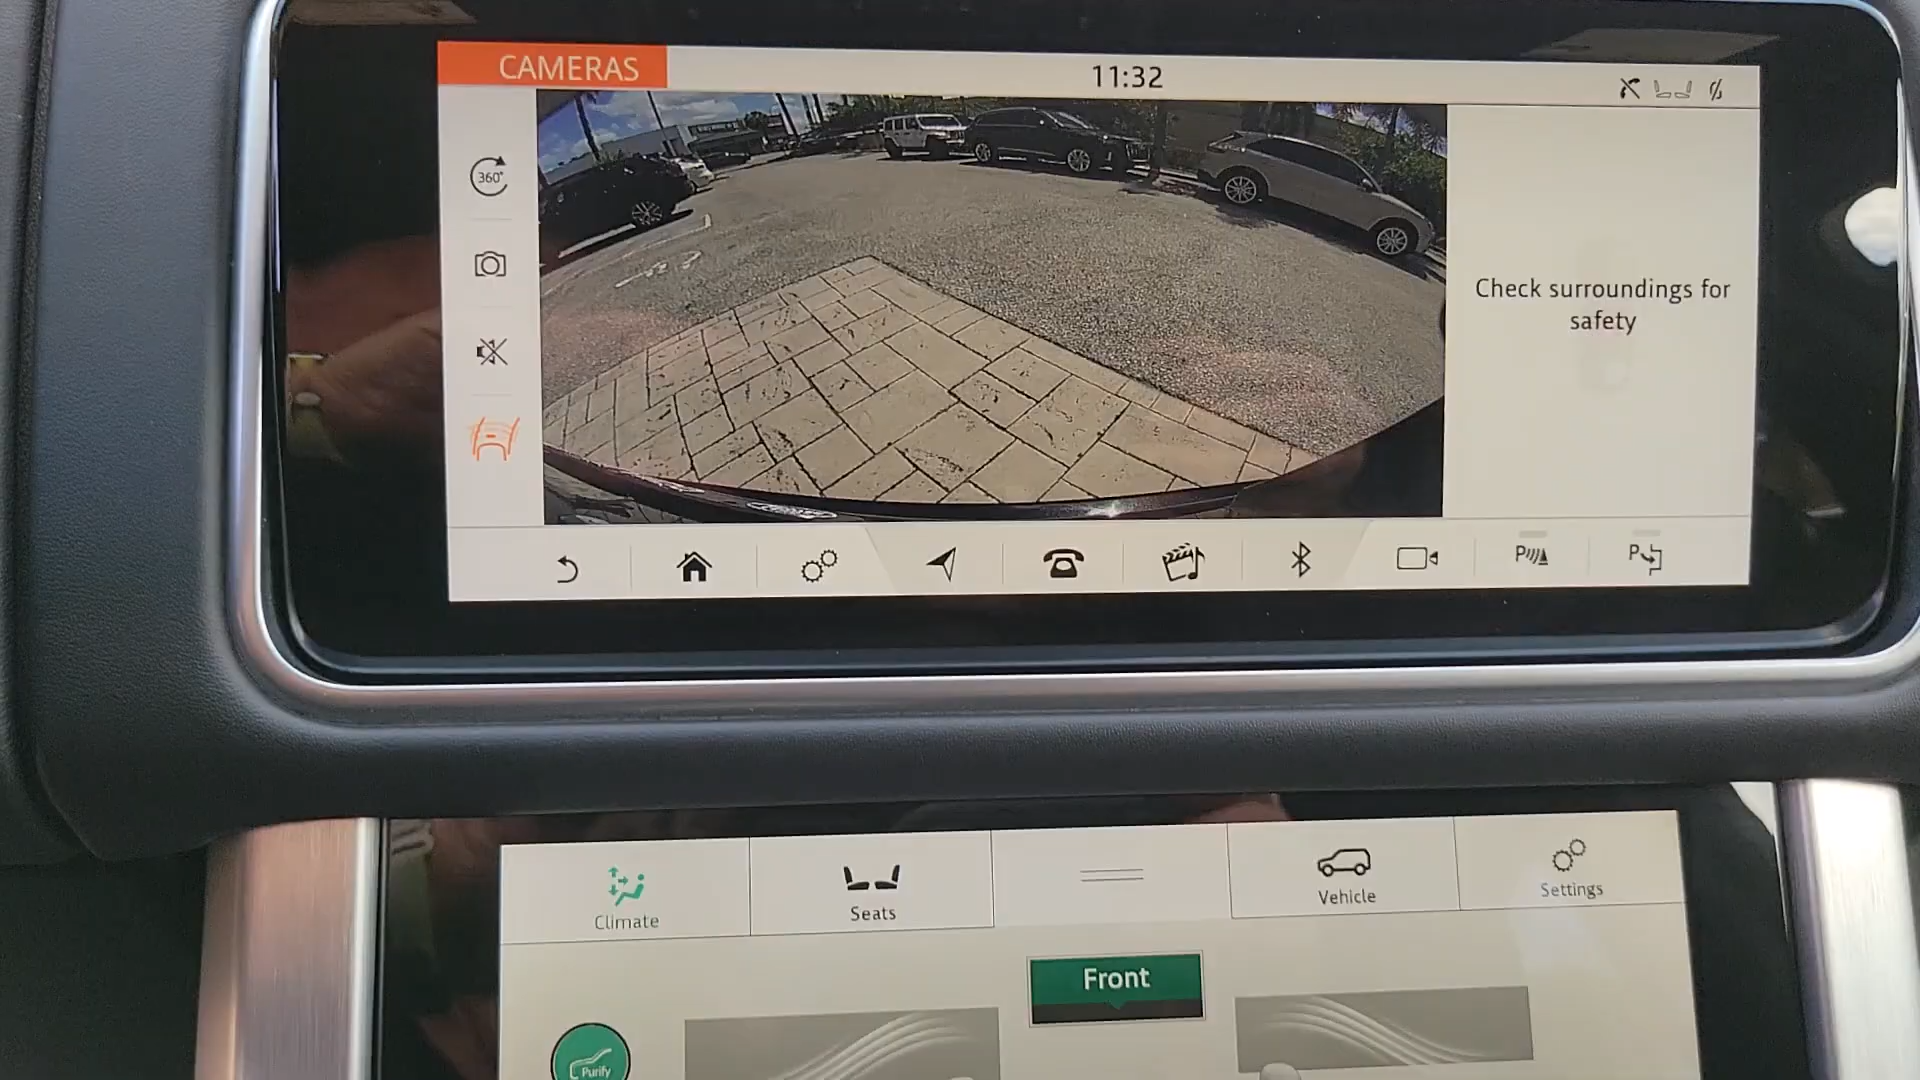 CAMERAS
11:32
360°
Check surroundings for
safety
P
P
Climate
Seats
Vehicle
Settings
Front
Purify